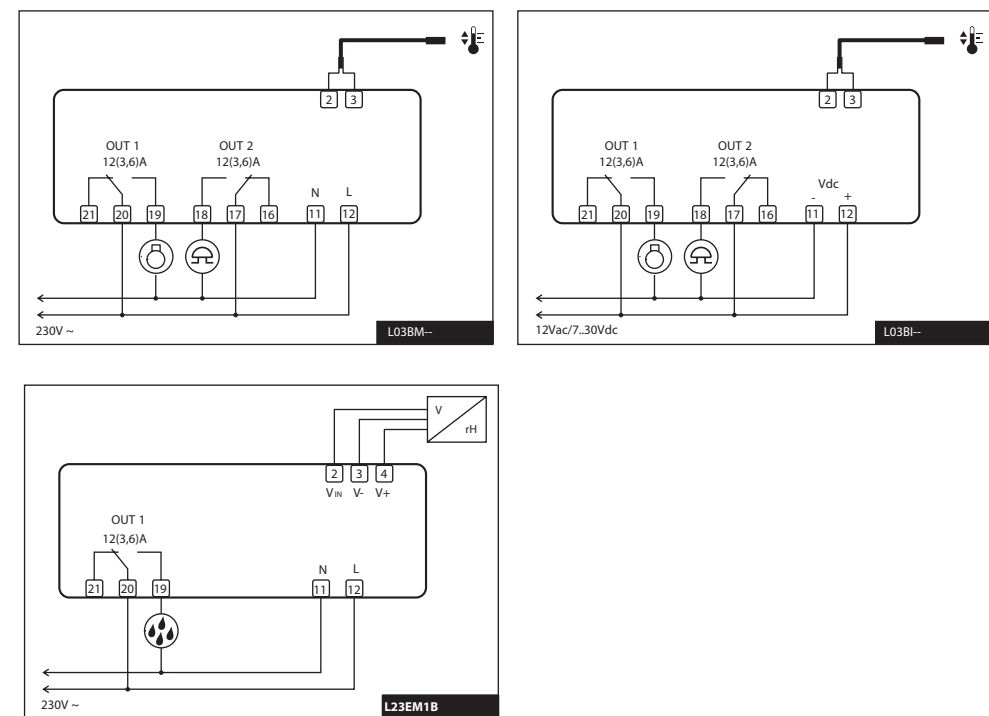 2 3
OUT 1 OUT 2
12(3,6)A 12(3,6)A
N L
21 20 19 18 17 16 11 12
230V ~
L03BM--
2 3
OUT 1 OUT 2
12(3,6)A 12(3,6)A
Vdc
- +
21 20 19 18 17 16 11 12
12Vac/7..30Vdc
L03BI--
V
rH
2 3 4
VIN V- V+
OUT 1
12(3,6)A
N L
21 20 19 11 12
230V ~
L23EM1B